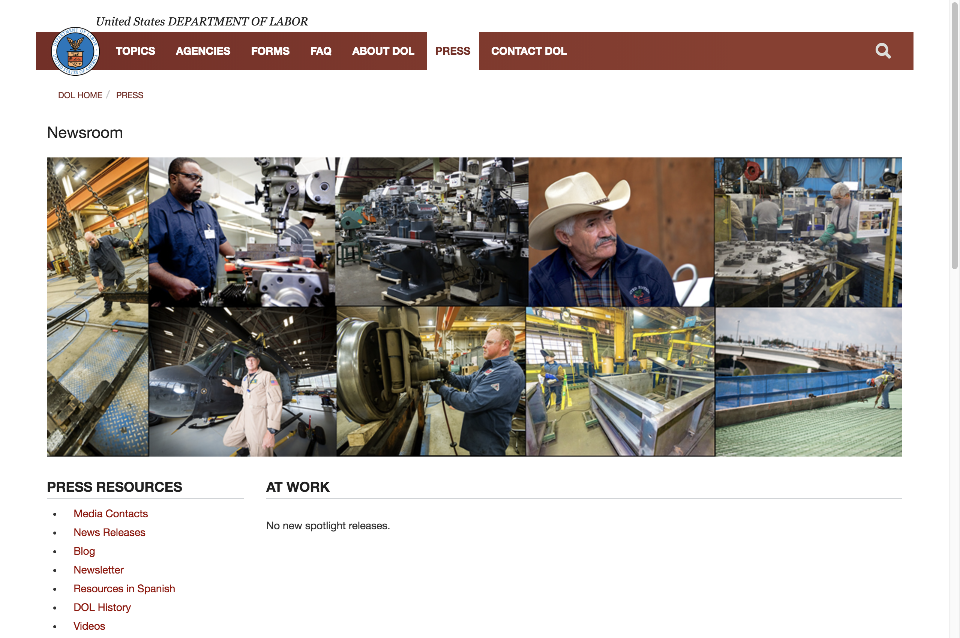 United States DEPARTMENT OF LABOR
TOPICS AGENCIES FORMS FAQ ABOUT DOL PRESS CONTACT DOL
DOL HOME / PRESS
Newsroom
PRESS RESOURCES
Media Contacts
News Releases
Blog
Newsletter
Resources in Spanish
DOL History
Videos
AT WORK
No new spotlight releases.